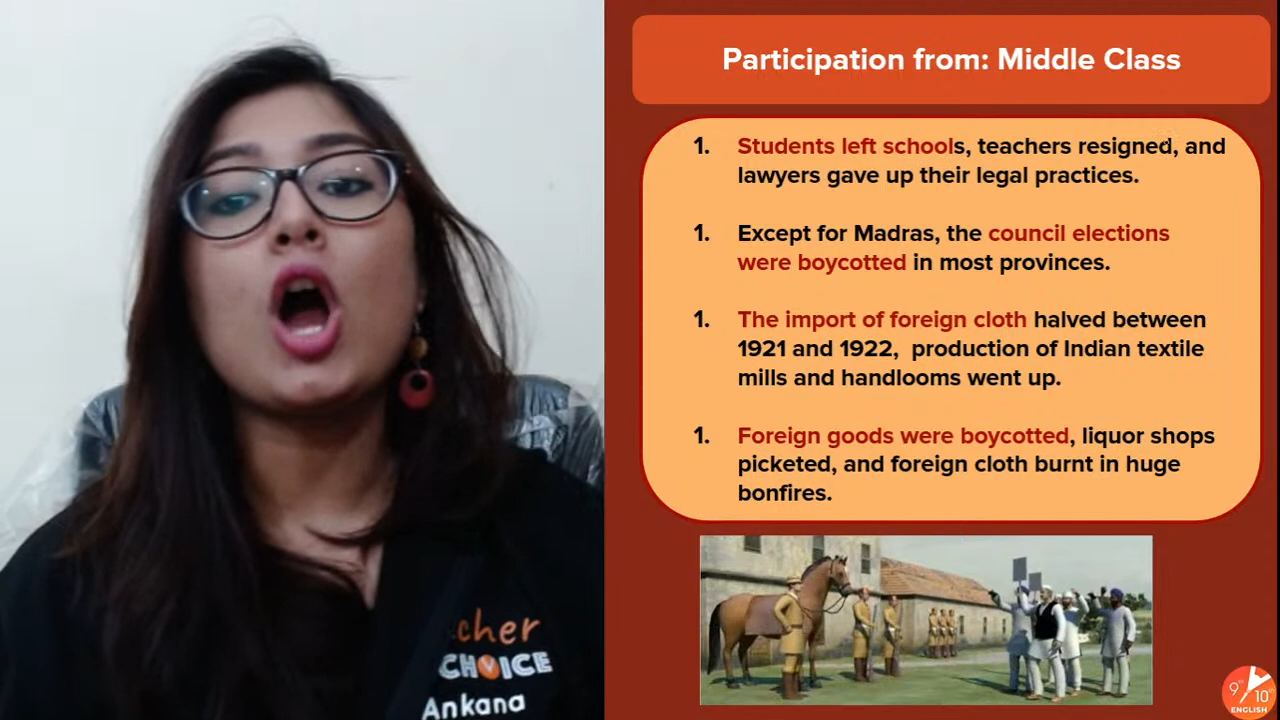 Participation from: Middle Class
1. Students left schools, teachers resigned, and
lawyers gave up their legal practices.
1. Except for Madras, the council elections
were boycotted in most provinces.
1. The import of foreign cloth halved between
1921 and 1922, production of Indian textile
mills and handlooms went up.
1. Foreign goods were boycotted, liquor shops
picketed, and foreign cloth burnt in huge
bonfires.
cher
CHOICE
Ankana
9th 10th
ENGLISH